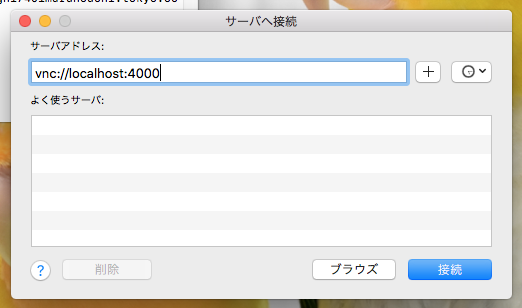 サーバへ接続
サーバアドレス:
vnc://localhost:4000
よく使うサーバ:
?
削除
ブラウズ
接続